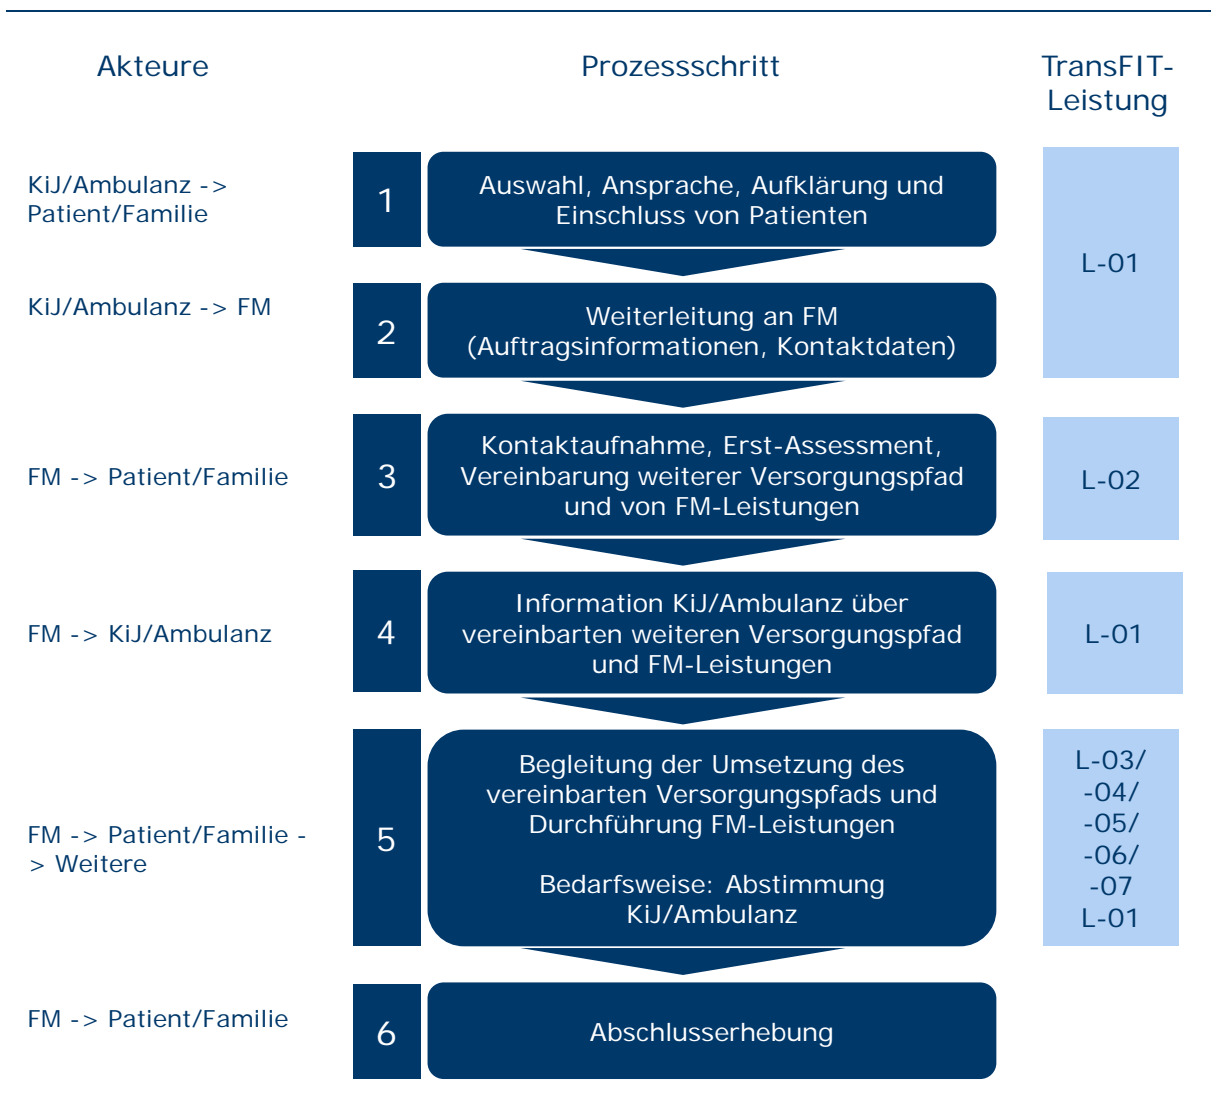 Akteure
Prozessschritt
TransFIT-
Leistung
KiJ/Ambulanz ->
Patient/Familie
1
Auswahl, Ansprache, Aufklärung und
Einschluss von Patienten
L-01
KiJ/Ambulanz -> FM
2
Weiterleitung an FM
(Auftragsinformationen, Kontaktdaten)
FM -> Patient/Familie
3
Kontaktaufnahme, Erst-Assessment,
Vereinbarung weiterer Versorgungspfad
und von FM-Leistungen
L-02
FM -> KiJ/Ambulanz
4
Information KiJ/Ambulanz über
vereinbarten weiteren Versorgungspfad
und FM-Leistungen
L-01
FM -> Patient/Familie -
> Weitere
5
Begleitung der Umsetzung des
vereinbarten Versorgungspfads und
Durchführung FM-Leistungen
Bedarfsweise: Abstimmung
KiJ/Ambulanz
L-03/
-04/
-05/
-06/
-07
L-01
FM -> Patient/Familie
6
Abschlusserhebung